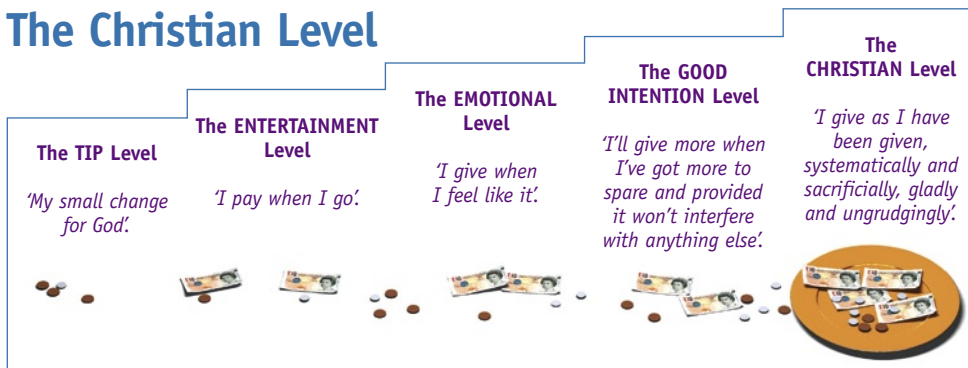 The Christian Level
The TIP Level
‘My small change
for God’.
The ENTERTAINMENT
Level
‘I pay when I go’.
The EMOTIONAL
Level
‘I give when
I feel like it’.
The GOOD
INTENTION Level
‘I’ll give more when
I’ve got more to
spare and provided
it won’t interfere
with anything else’.
The
CHRISTIAN Level
‘I give as I have
been given,
systematically and
sacrificially, gladly
and ungrudgingly’.